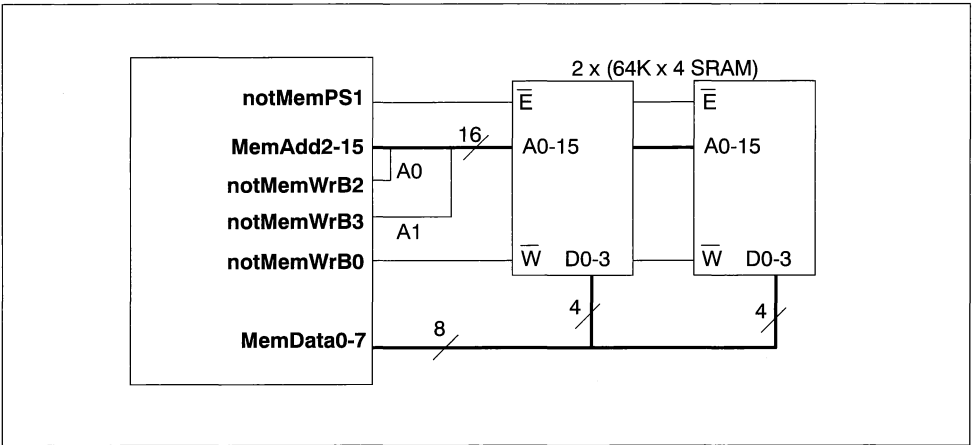 2 x (64K x 4 SRAM)
notMemPS1
E
E
MemAdd2-15
16
A0-15
A0-15
A0
notMemWrB2
notMemWrB3
A1
notMemWrB0
W
D0-3
W
D0-3
4
4
8
MemData0-7